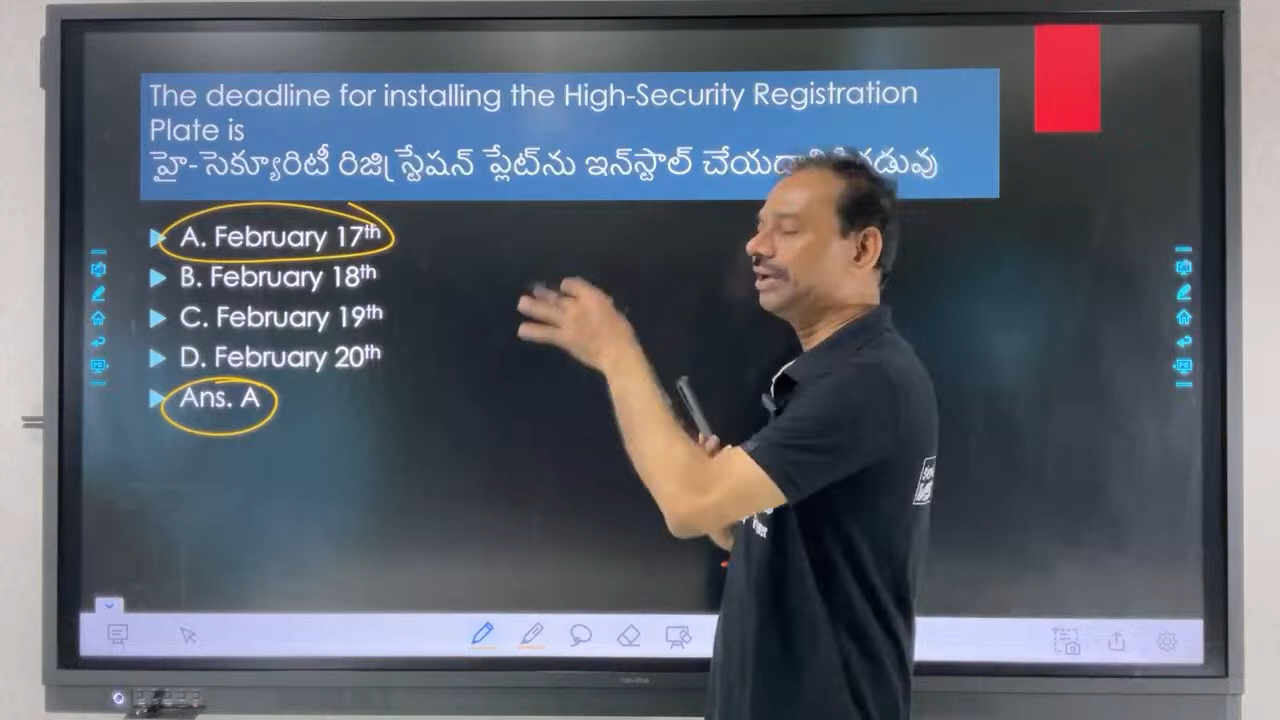 The deadline for installing the High-Security Registration
Plate is
హై-సెక్యూరిటీ రిజిస్ట్రేషన్ ప్లేట్‌ను ఇన్‌స్టాల్
A. February 17th
B. February 18th
C. February 19th
D. February 20th
Ans. A